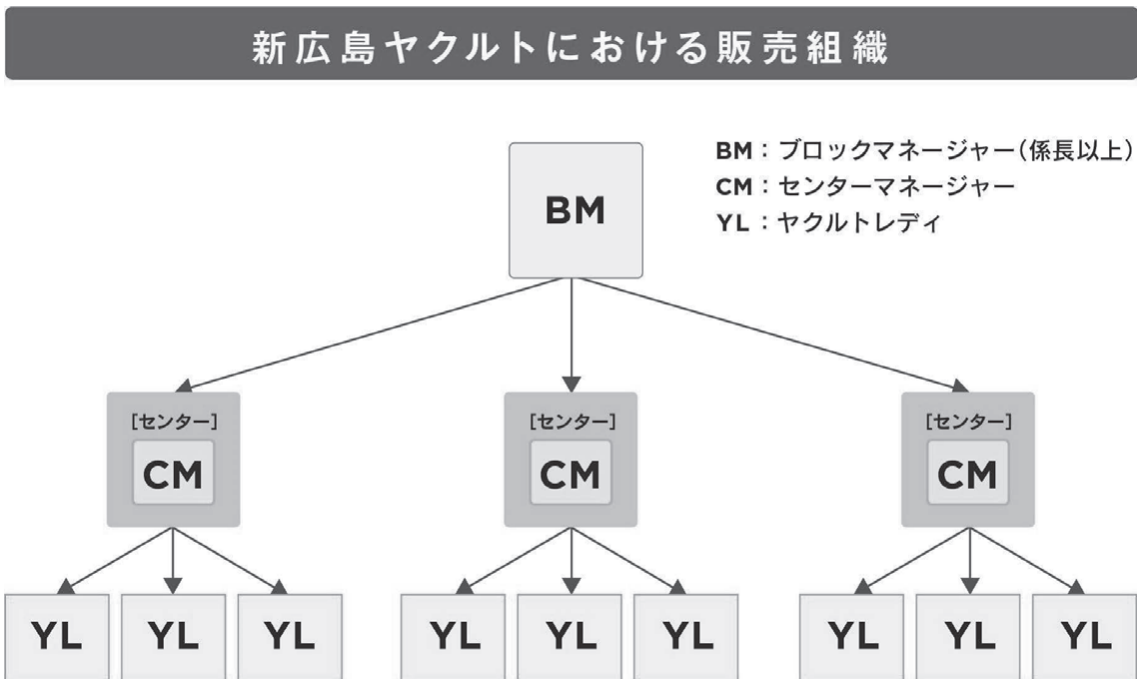 新広島ヤクルトにおける販売組織
BM：ブロックマネージャー（係長以上）
CM：センターマネージャー
YL：ヤクルトレディ
BM
[センター] [センター] [センター]
CM CM CM
YL YL YL YL YL YL YL YL YL